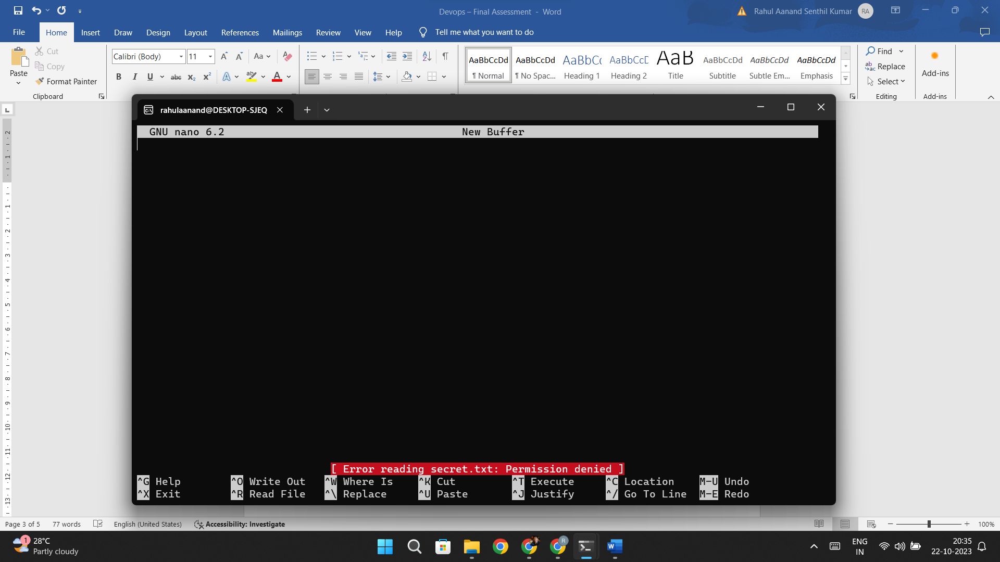 Devops – Final Assessment - Word
Rahul Aanand Senthil Kumar
RA
File Home Insert Draw Design Layout References Mailings Review View Help Tell me what you want to do
Paste
Cut
Copy
Format Painter
Clipboard
Calibri (Body) 11
AaBbCcDd AaBbCcDd AaBbCc AaBbCcD AaB AaBbCcDd AaBbCcDd AaBbCcDd
¶ Normal ¶ No Spac... Heading 1 Heading 2 Title Subtitle Subtle Em... Emphasis
Find
Replace
Select
Editing
Add-ins
Add-ins
rahulaanand@DESKTOP-SJEQ
GNU nano 6.2 New Buffer
[ Error reading secret.txt: Permission denied ]
^G Help ^O Write Out ^W Where Is ^K Cut ^T Execute ^C Location M-U Undo
^X Exit ^R Read File ^\ Replace ^U Paste ^J Justify ^/ Go To Line M-E Redo
Page 3 of 5 77 words English (United States) Accessibility: Investigate 100%
1
28°C
Partly cloudy
ENG
IN
20:35
22-10-2023